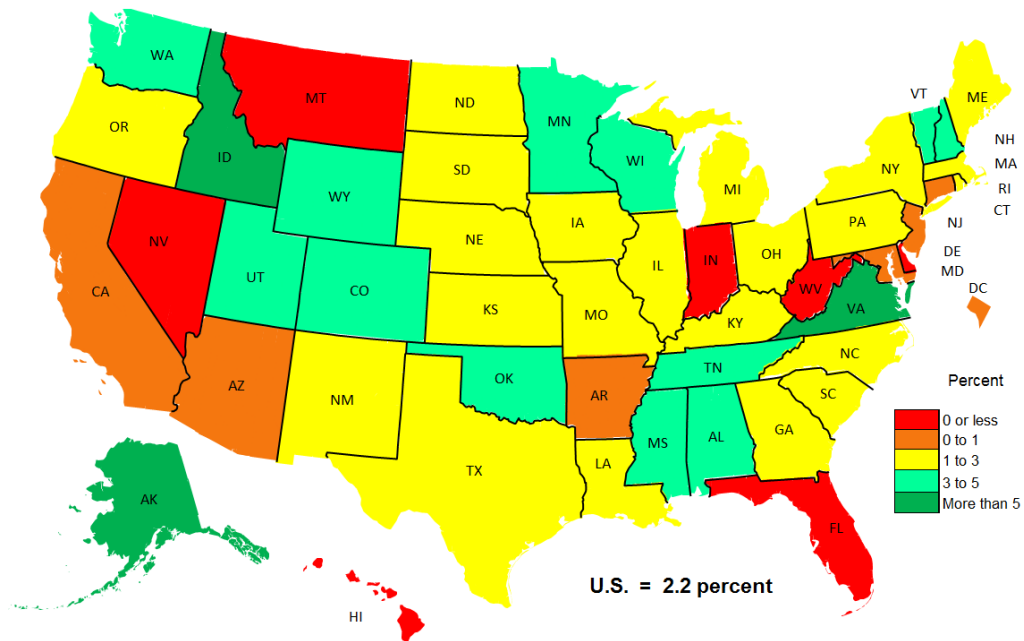 WA
MT
ND
MN
VT
ME
OR
ID
SD
WI
MI
NY
NH
MA
RI
CT
WY
NV
NE
IA
IL
IN
OH
PA
NJ
DE
MD
DC
UT
CO
CA
KS
MO
KY
WV
VA
AZ
NM
OK
AR
TN
NC
SC
MS
AL
GA
TX
LA
FL
AK
HI
Percent
0 or less
0 to 1
1 to 3
3 to 5
More than 5
U.S. = 2.2 percent